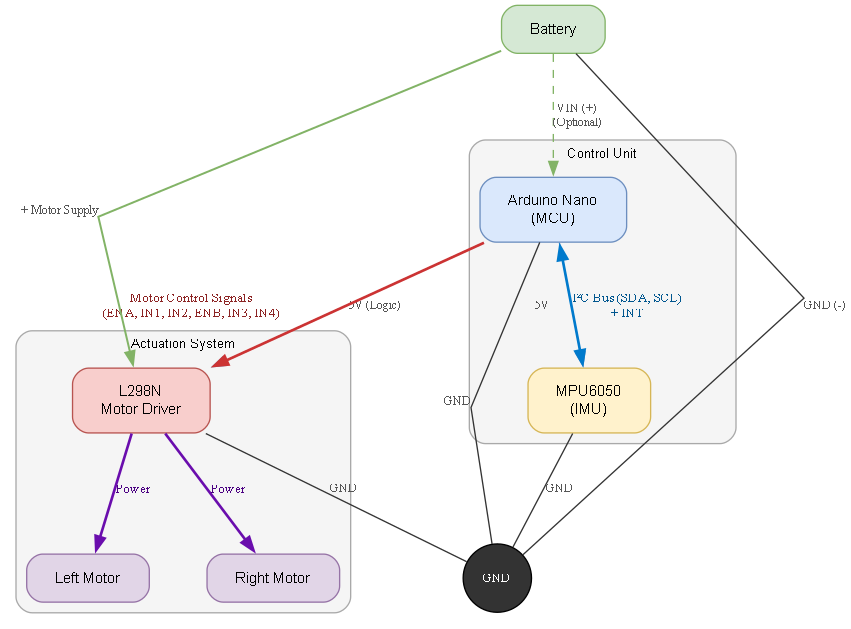 Battery
VIN (+)
(Optional)
Control Unit
Arduino Nano
(MCU)
+ Motor Supply
Motor Control Signals
(ENA, IN1, IN2, ENB, IN3, IN4)
5V (Logic)
5V
I²C Bus (SDA, SCL)
+ INT
GND (-)
Actuation System
L298N
Motor Driver
MPU6050
(IMU)
GND
Power
Power
GND
GND
Left Motor
Right Motor
GND